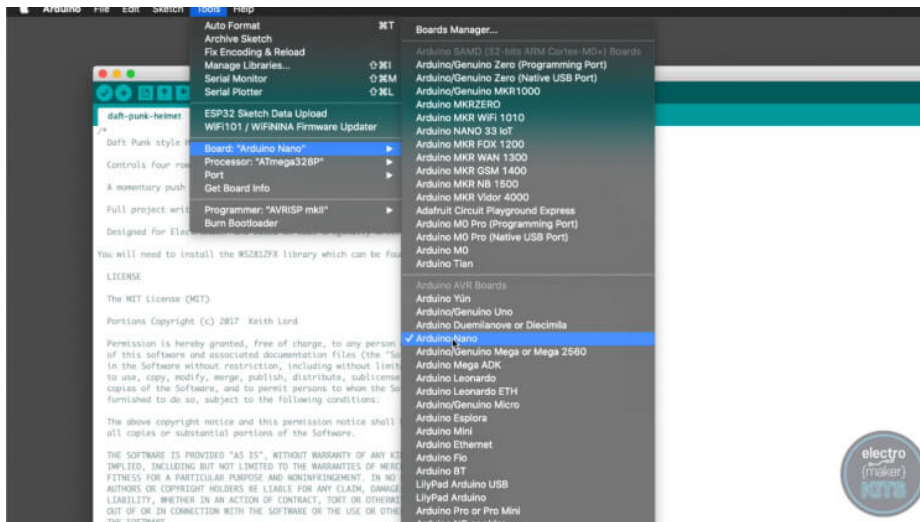 Arduino File Edit Sketch Tools Help
Auto Format ⌘T
Archive Sketch
Fix Encoding & Reload
Manage Libraries... ⇧⌘I
Serial Monitor ⇧⌘M
Serial Plotter ⇧⌘L
ESP32 Sketch Data Upload
WiFi101 / WiFiNINA Firmware Updater
Board: "Arduino Nano"
Processor: "ATmega328P"
Port
Get Board Info
Programmer: "AVRISP mkII"
Burn Bootloader
Boards Manager...
Arduino SAMD (32-bits ARM Cortex-M0+) Boards
Arduino/Genuino Zero (Programming Port)
Arduino/Genuino Zero (Native USB Port)
Arduino/Genuino MKR1000
Arduino MKRZERO
Arduino MKR WiFi 1010
Arduino NANO 33 IoT
Arduino MKR FOX 1200
Arduino MKR WAN 1300
Arduino MKR GSM 1400
Arduino MKR NB 1500
Arduino MKR Vidor 4000
Adafruit Circuit Playground Express
Arduino M0 Pro (Programming Port)
Arduino M0 Pro (Native USB Port)
Arduino M0
Arduino Tian
Arduino AVR Boards
Arduino Yún
Arduino/Genuino Uno
Arduino Duemilanove or Diecimila
✓ Arduino Nano
Arduino/Genuino Mega or Mega 2560
Arduino Mega ADK
Arduino Leonardo
Arduino Leonardo ETH
Arduino/Genuino Micro
Arduino Esplora
Arduino Mini
Arduino Ethernet
Arduino Fio
Arduino BT
LilyPad Arduino USB
LilyPad Arduino
Arduino Pro or Pro Mini
daft-punk-helmet
/*
Daft Punk style
Controls four
A momentary push
Full project
Designed for
You will need to install the WS2812FX library which can be
LICENSE
The MIT License (MIT)
Portions Copyright (c) 2017 Keith Lord
Permission is hereby granted, free of charge, to any person
of this software and associated documentation files (the
in the Software without restriction, including without
to use, copy, modify, merge, publish, distribute,
copies of the Software, and to permit persons to whom the
furnished to do so, subject to the following conditions:
The above copyright notice and this permission notice shall
all copies or substantial portions of the Software.
THE SOFTWARE IS PROVIDED "AS IS", WITHOUT WARRANTY OF ANY
IMPLIED, INCLUDING BUT NOT LIMITED TO THE WARRANTIES OF
FITNESS FOR A PARTICULAR PURPOSE AND NONINFRINGEMENT. IN NO
AUTHORS OR COPYRIGHT HOLDERS BE LIABLE FOR ANY CLAIM,
LIABILITY, WHETHER IN AN ACTION OF CONTRACT, TORT OR
OUT OF OR IN CONNECTION WITH THE SOFTWARE OR THE USE OR
THE SOFTWARE
electro
{maker}
KITS